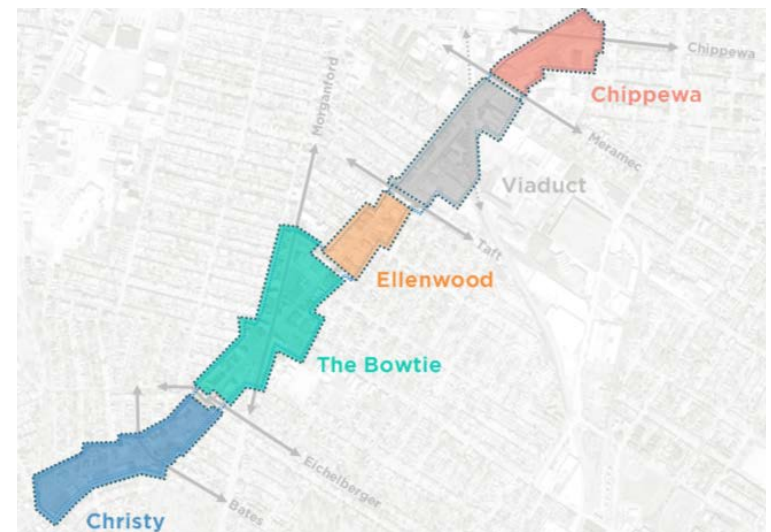 Chippewa
Morganford
Chippewa
Meramec
Viaduct
Taft
Ellenwood
The Bowtie
Eichelberger
Bates
Christy